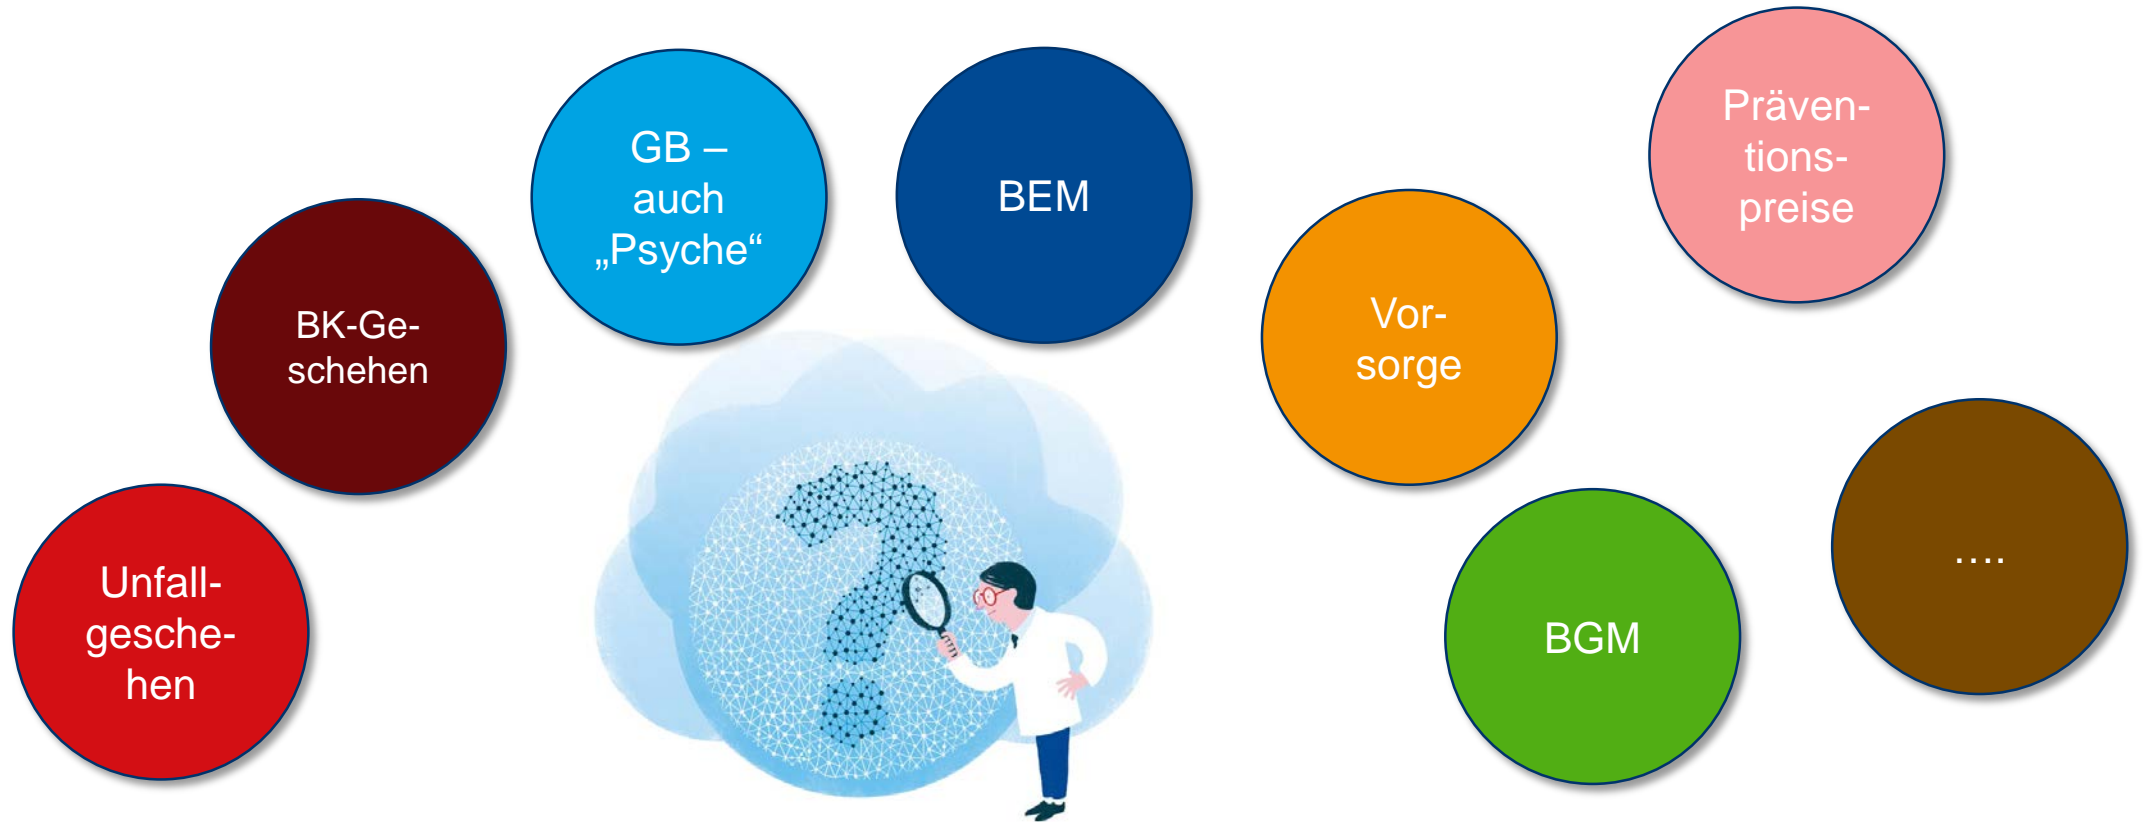 Unfall-
gesche-
hen
BK-Ge-
schehen
GB –
auch
„Psyche“
BEM
Vor-
sorge
Präven-
tions-
preise
BGM
....